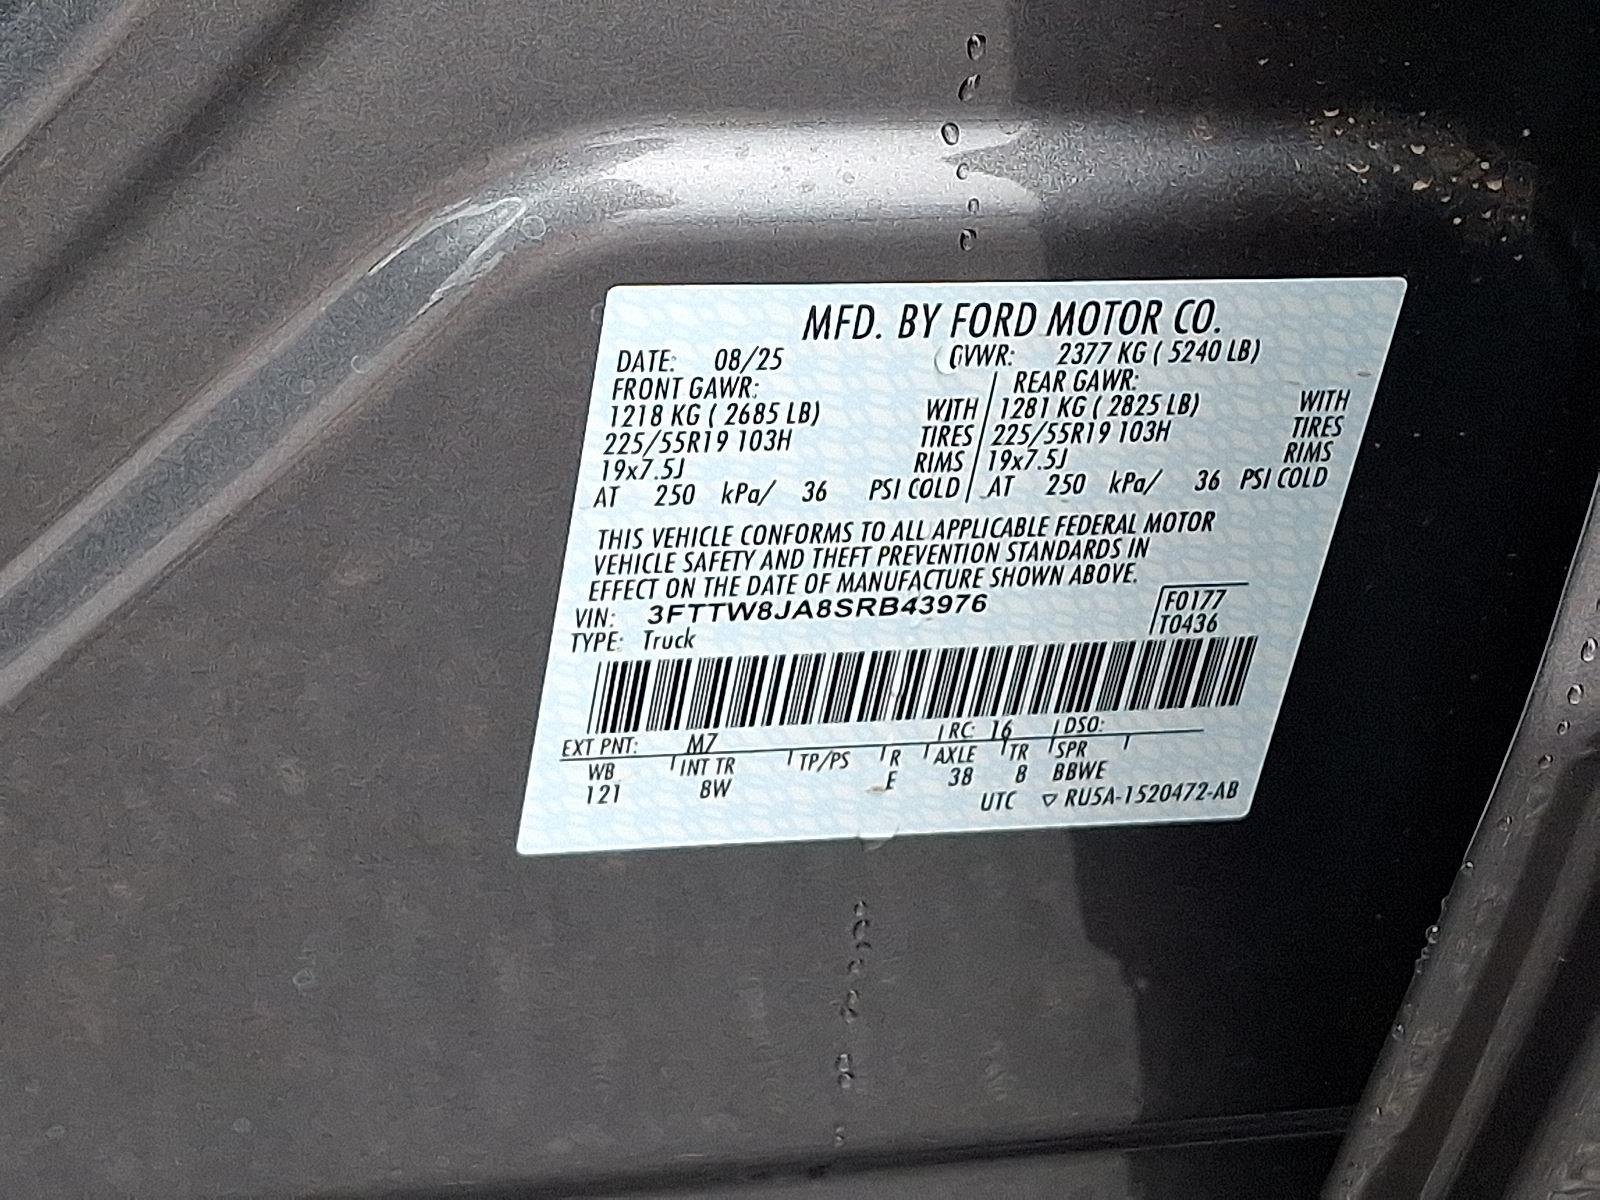 MFD. BY FORD MOTOR CO.
DATE: 08/25 GVWR: 2377 KG ( 5240 LB)
FRONT GAWR: REAR GAWR:
1218 KG ( 2685 LB) WITH 1281 KG ( 2825 LB) WITH
225/55R19 103H TIRES 225/55R19 103H TIRES
19x7.5J RIMS 19x7.5J RIMS
AT 250 kPa/ 36 PSI COLD AT 250 kPa/ 36 PSI COLD
THIS VEHICLE CONFORMS TO ALL APPLICABLE FEDERAL MOTOR
VEHICLE SAFETY AND THEFT PREVENTION STANDARDS IN
EFFECT ON THE DATE OF MANUFACTURE SHOWN ABOVE.
VIN: 3FTTW8JA8SRB43976 F0177
TYPE: Truck T0436
EXT PNT: M7 RC: 16 DSO:
WB INT TR TP/PS R AXLE TR SPR
121 8W E 38 8 BBWE
UTC ▽ RU5A-1520472-AB